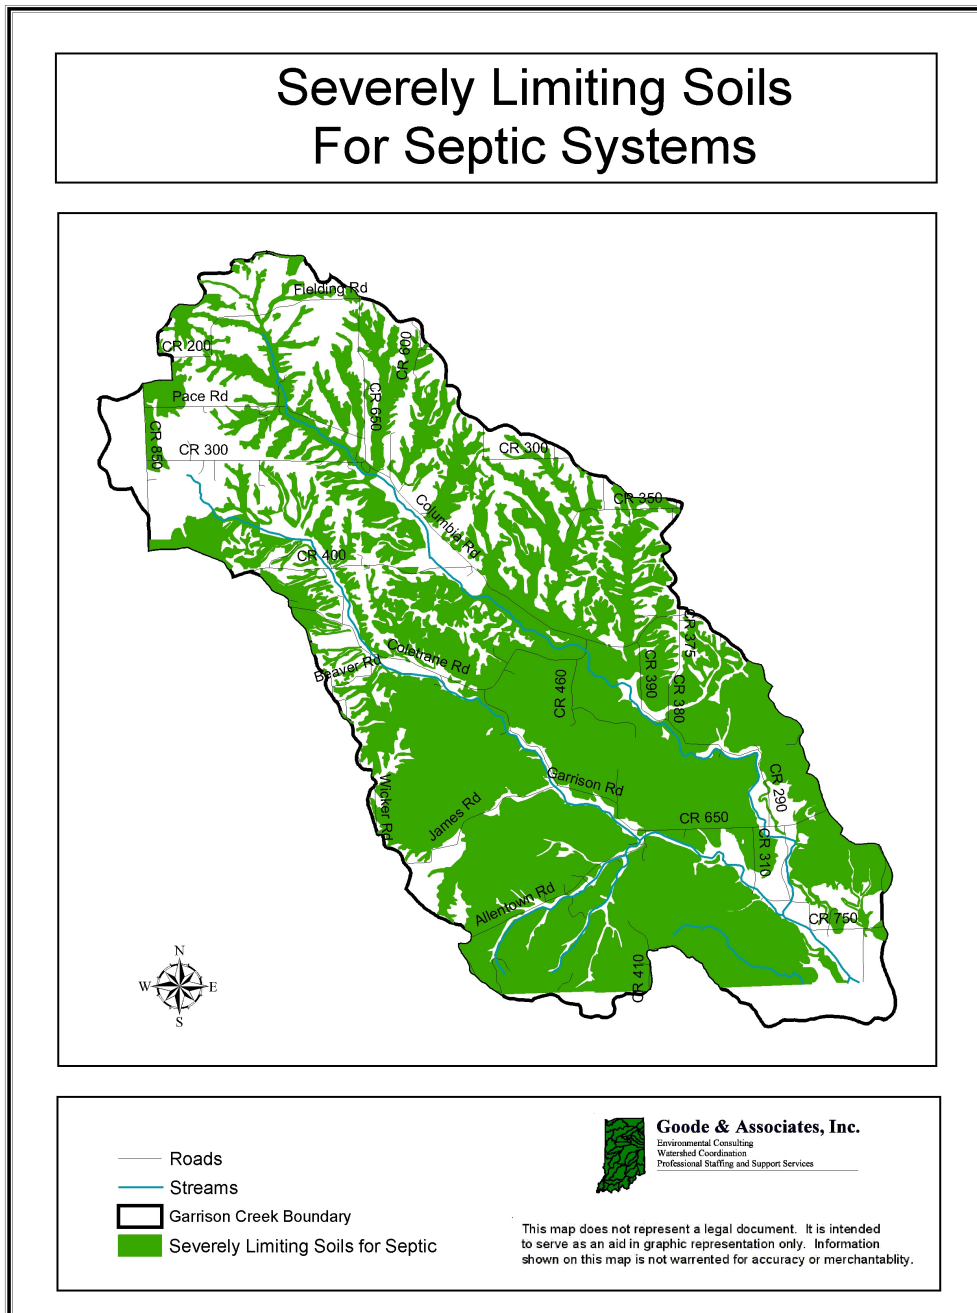 Severely Limiting Soils
For Septic Systems
Fielding Rd
CR 200
CR 600
Pace Rd
CR 650
CR 850
CR 300
CR 300
CR 350
Columbia Rd
CR 400
CR 375
Coletrane Rd
Beaver Rd
CR 390
CR 460
CR 380
Garrison Rd
CR 290
Wicker Rd
James Rd
CR 650
CR 310
Allentown Rd
CR 750
CR 410
N
W
E
S
Roads
Streams
Garrison Creek Boundary
Severely Limiting Soils for Septic
Goode & Associates, Inc.
Environmental Consulting
Watershed Coordination
Professional Staffing and Support Services
This map does not represent a legal document. It is intended
to serve as an aid in graphic representation only. Information
shown on this map is not warrented for accuracy or merchantablity.